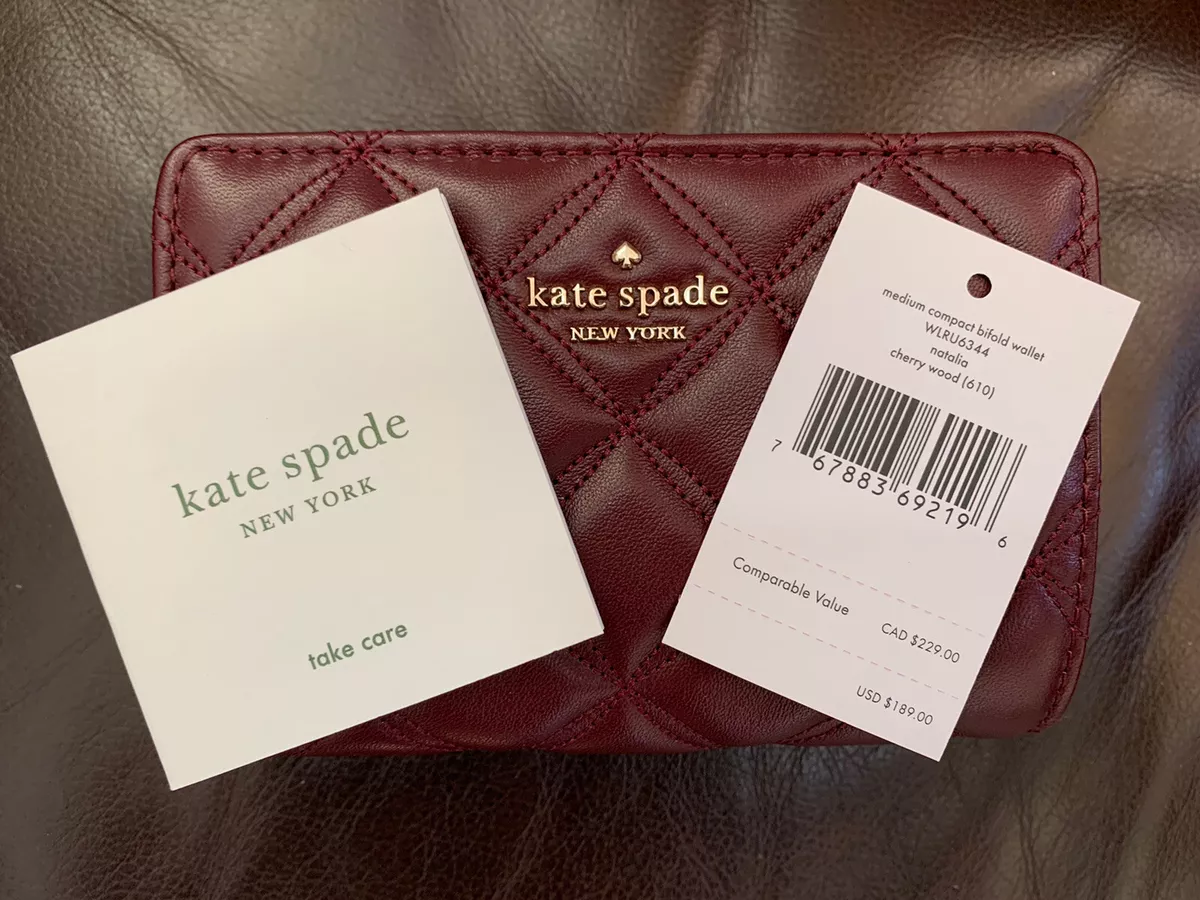 kate spade
NEW YORK
kate spade
NEW YORK
take care
medium compact bifold wallet
WLRU6344
natalia
cherry wood (610)
7 67883 69219 6
Comparable Value
CAD $229.00
USD $189.00